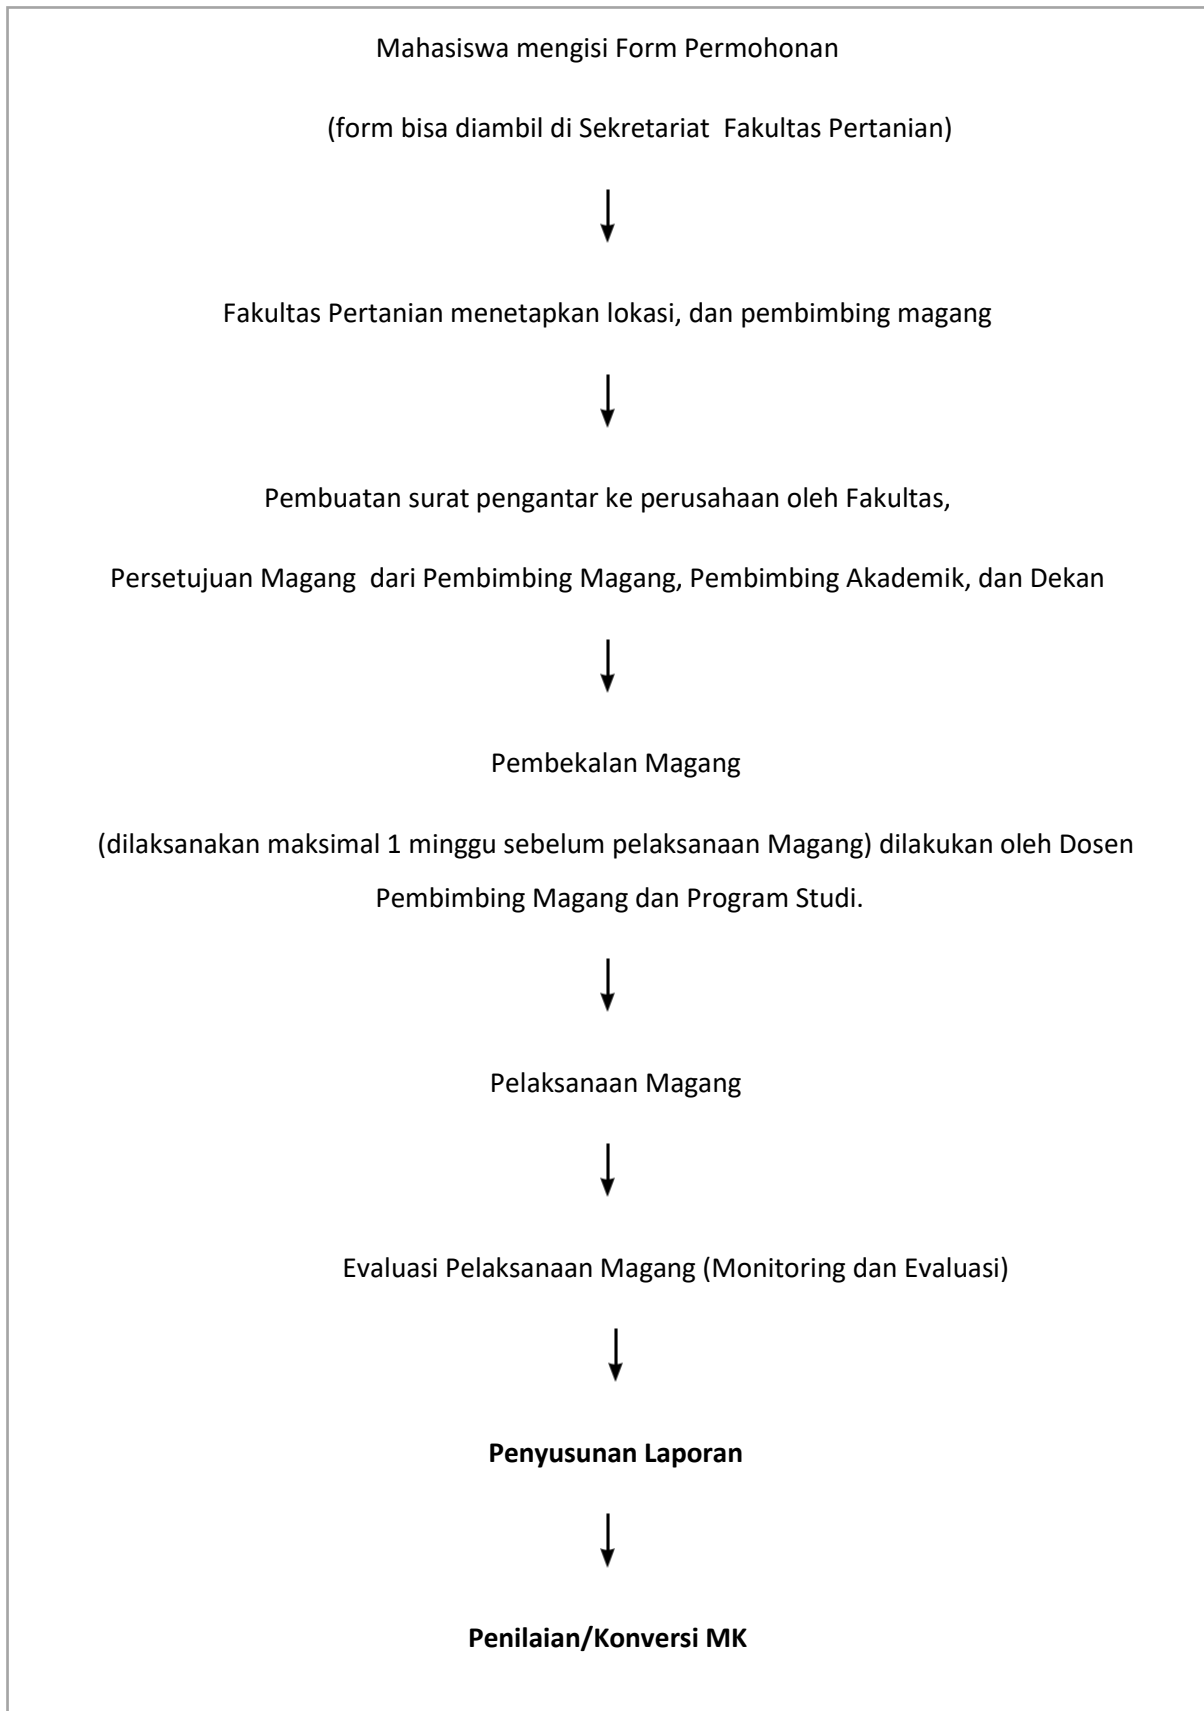 Mahasiswa mengisi Form Permohonan
(form bisa diambil di Sekretariat  Fakultas Pertanian)
Fakultas Pertanian menetapkan lokasi, dan pembimbing magang
Pembuatan surat pengantar ke perusahaan oleh Fakultas,
Persetujuan Magang  dari Pembimbing Magang, Pembimbing Akademik, dan Dekan
Pembekalan Magang
(dilaksanakan maksimal 1 minggu sebelum pelaksanaan Magang) dilakukan oleh Dosen
Pembimbing Magang dan Program Studi.
Pelaksanaan Magang
Evaluasi Pelaksanaan Magang (Monitoring dan Evaluasi)
Penyusunan Laporan
Penilaian/Konversi MK